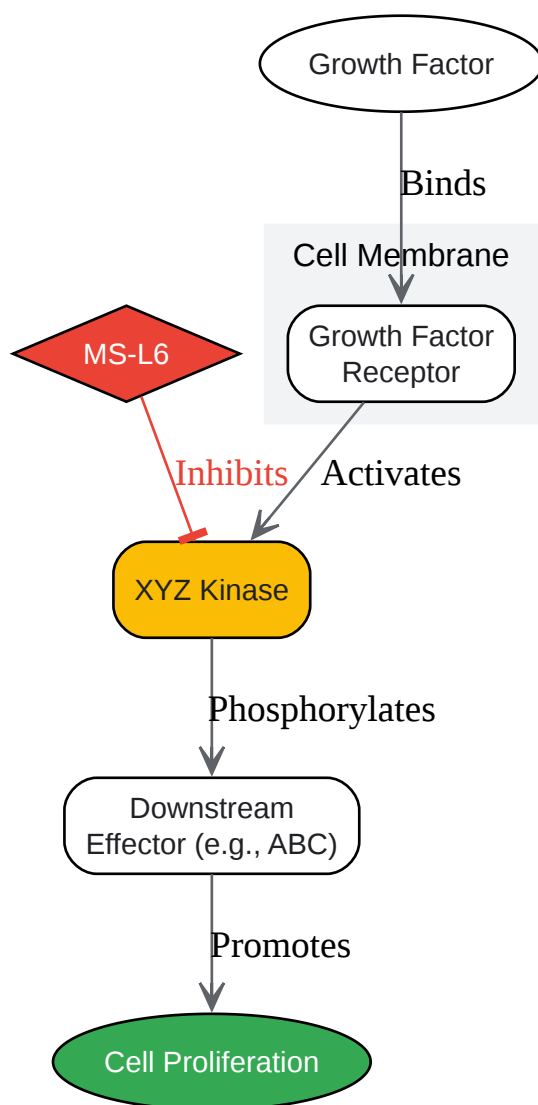 Growth Factor
Binds
Cell Membrane
Growth Factor
Receptor
MS-L6
Inhibits
Activates
XYZ Kinase
Phosphorylates
Downstream
Effector (e.g., ABC)
Promotes
Cell Proliferation